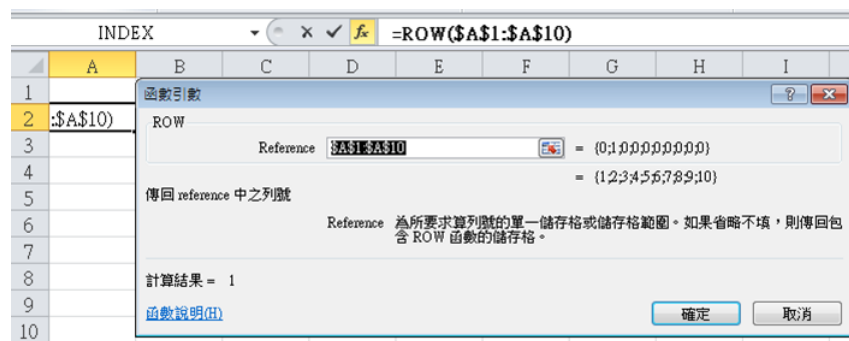 INDEX =ROW($A$1:$A$10)
A B C D E F G H I
1 函數引數
2 :$A$10) ROW
3 Reference $A$1:$A$10 = {0;1;0;0;0;0;0;0;0;0}
4 = {1;2;3;4;5;6;7;8;9;10}
5 傳回 reference 中之列號
6 Reference 為所要求算列號的單一儲存格或儲存格範圍。如果省略不填，則傳回包
含 ROW 函數的儲存格。
7
8 計算結果 = 1
9 函數說明(H) 確定 取消
10